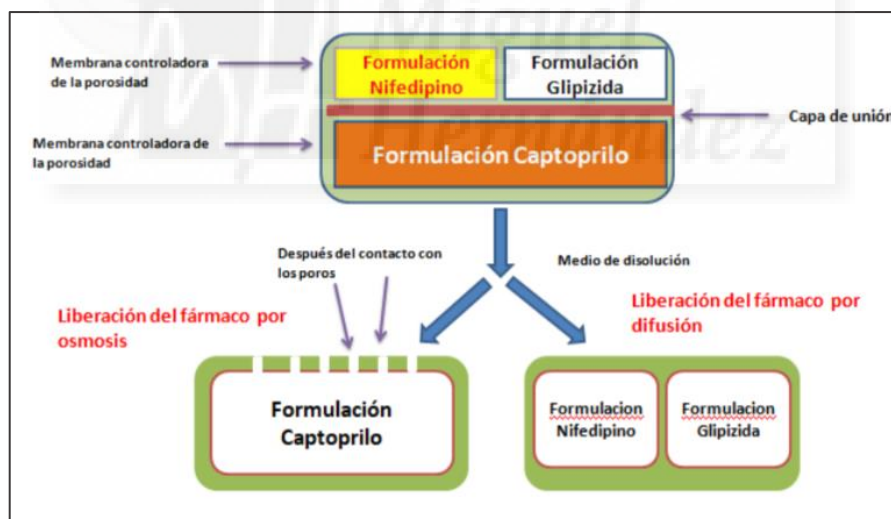 Miguel
Hernández
Membrana controladora
de la porosidad
Formulación
Nifedipino
Formulación
Glipizida
Capa de unión
Membrana controladora de
la porosidad
Formulación Captoprilo
Después del contacto con
los poros
Medio de disolución
Liberación del fármaco por
osmosis
Liberación del fármaco por
difusión
Formulación
Captoprilo
Formulacion
Nifedipino
Formulacion
Glipizida